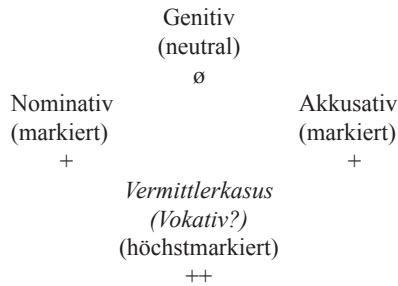 Genitiv
(neutral)
ø
Nominativ Akkusativ
(markiert) (markiert)
+ +
Vermittlerkasus
(Vokativ?)
(höchstmarkiert)
++